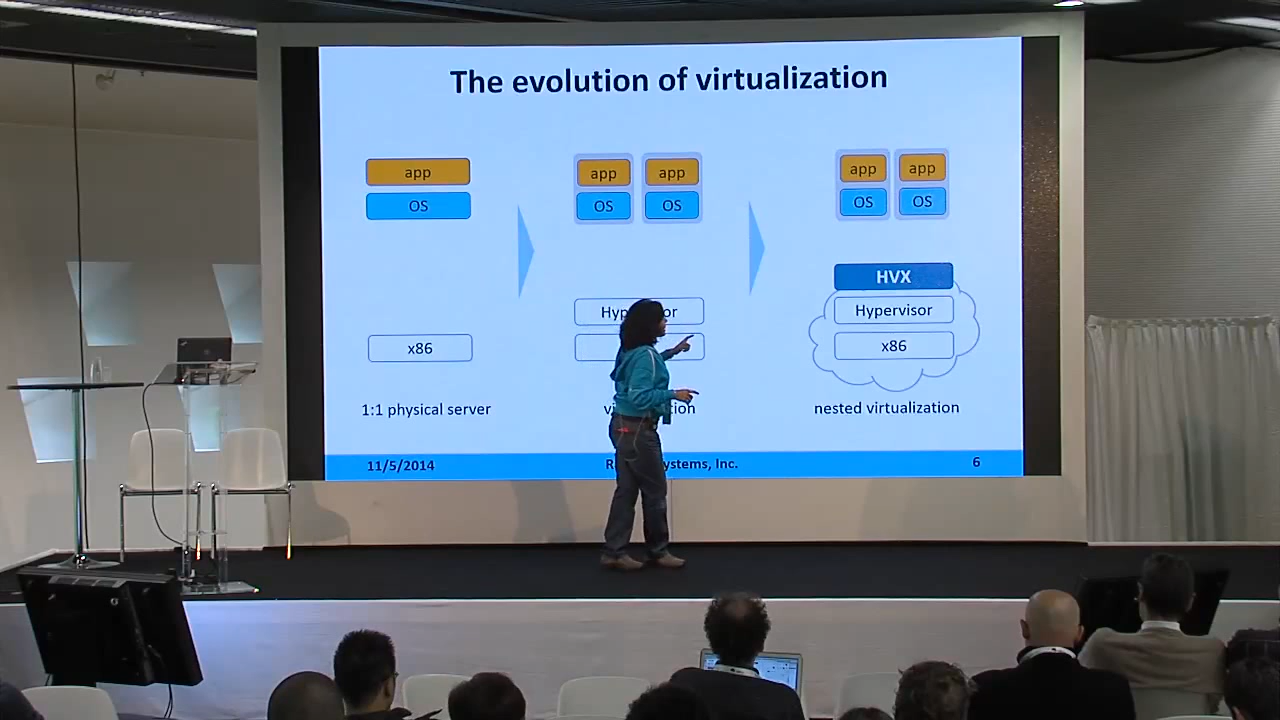 The evolution of virtualization
app
OS
x86
1:1 physical server
app app
OS OS
app app
OS OS
HVX
Hypervisor
x86
nested virtualization
11/5/2014
6